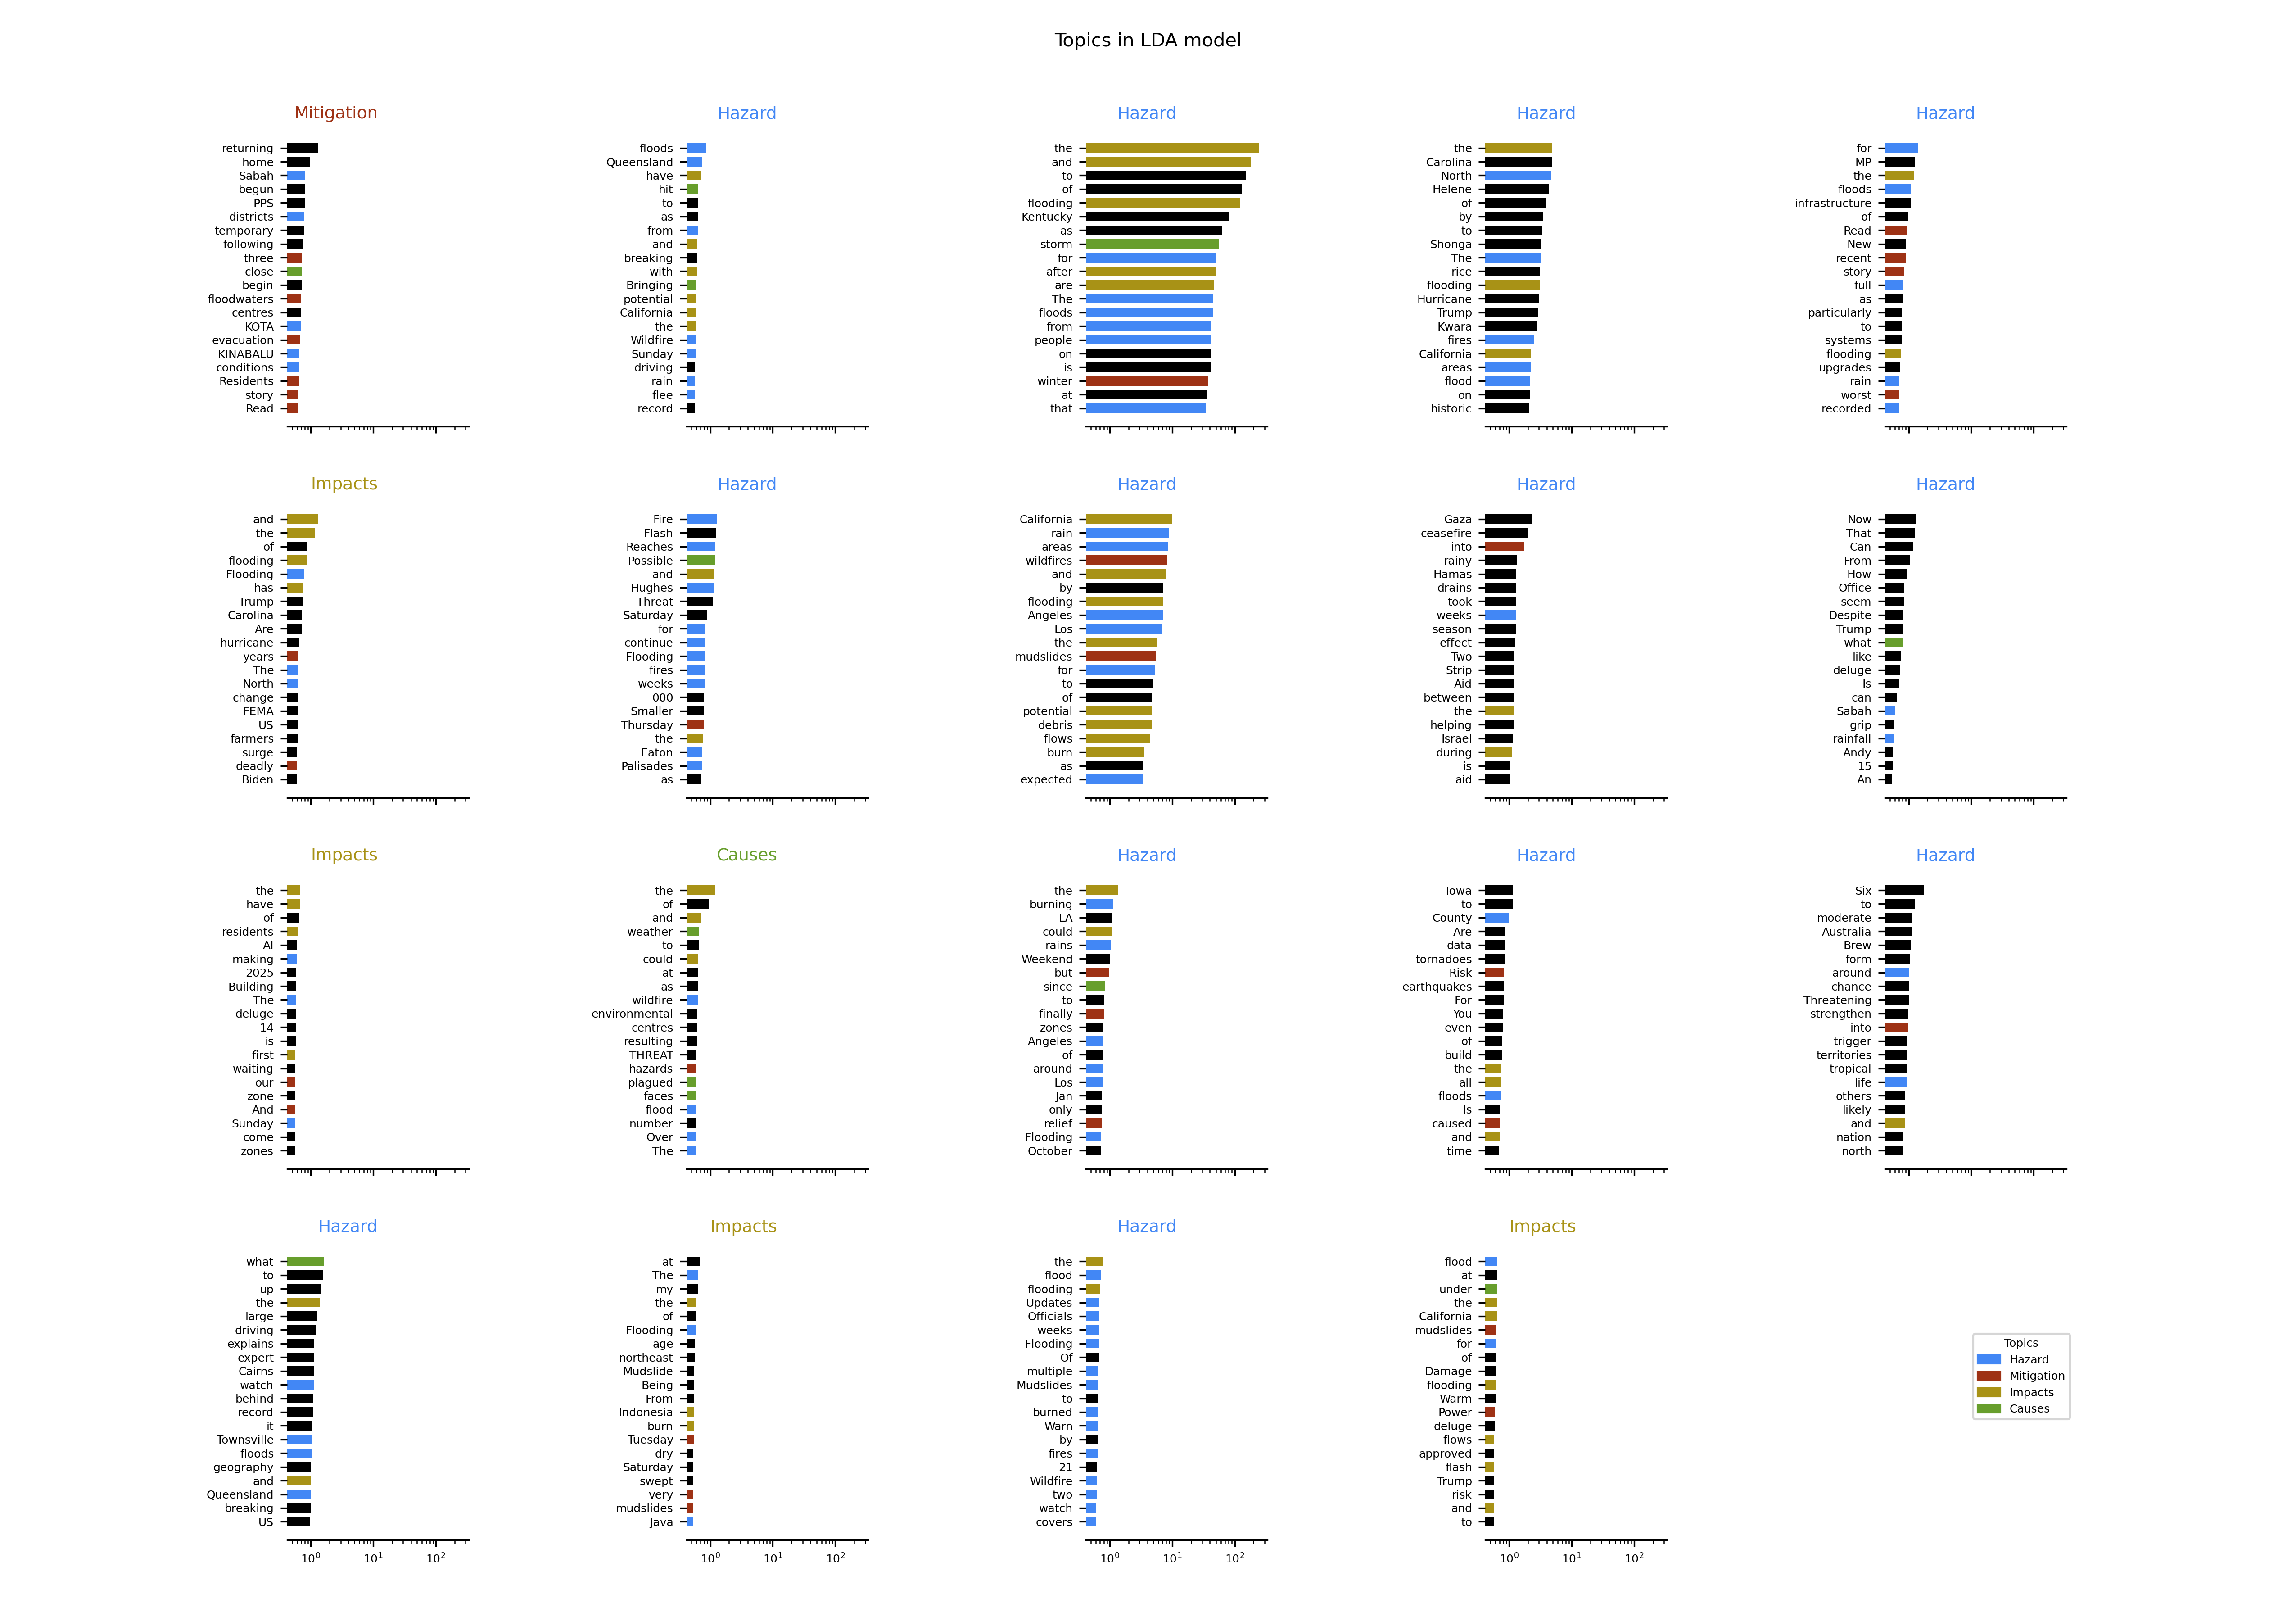 Topics in LDA model
Mitigation
returning
home
Sabah
begun
PPS
districts
temporary
following
three
close
begin
floodwaters
centres
KOTA
evacuation
KINABALU
conditions
Residents
story
Read
Hazard
floods
Queensland
have
hit
to
as
from
and
breaking
with
Bringing
potential
California
the
Wildfire
Sunday
driving
rain
flee
record
Hazard
the
and
to
of
flooding
Kentucky
as
storm
for
after
are
The
floods
from
people
on
is
winter
at
that
Hazard
the
Carolina
North
Helene
of
by
to
Shonga
The
rice
flooding
Hurricane
Trump
Kwara
fires
California
areas
flood
on
historic
Hazard
for
MP
the
floods
infrastructure
of
Read
New
recent
story
full
as
particularly
to
systems
flooding
upgrades
rain
worst
recorded
Impacts
and
the
of
flooding
Flooding
has
Trump
Carolina
Are
hurricane
years
The
North
change
FEMA
US
farmers
surge
deadly
Biden
Hazard
Fire
Flash
Reaches
Possible
and
Hughes
Threat
Saturday
for
continue
Flooding
fires
weeks
000
Smaller
Thursday
the
Eaton
Palisades
as
Hazard
California
rain
areas
wildfires
and
by
flooding
Angeles
Los
the
mudslides
for
to
of
potential
debris
flows
burn
as
expected
Hazard
Gaza
ceasefire
into
rainy
Hamas
drains
took
weeks
season
effect
Two
Strip
Aid
between
the
helping
Israel
during
is
aid
Hazard
Now
That
Can
From
How
Office
seem
Despite
Trump
what
like
deluge
Is
can
Sabah
grip
rainfall
Andy
15
An
Impacts
the
have
of
residents
AI
making
2025
Building
The
deluge
14
is
first
waiting
our
zone
And
Sunday
come
zones
Causes
the
of
and
weather
to
could
at
as
wildfire
environmental
centres
resulting
THREAT
hazards
plagued
faces
flood
number
Over
The
Hazard
the
burning
LA
could
rains
Weekend
but
since
to
finally
zones
Angeles
of
around
Los
Jan
only
relief
Flooding
October
Hazard
Iowa
to
County
Are
data
tornadoes
Risk
earthquakes
For
You
even
of
build
the
all
floods
Is
caused
and
time
Hazard
Six
to
moderate
Australia
Brew
form
around
chance
Threatening
strengthen
into
trigger
territories
tropical
life
others
likely
and
nation
north
Hazard
what
to
up
the
large
driving
explains
expert
Cairns
watch
behind
record
it
Townsville
floods
geography
and
Queensland
breaking
US
10⁰ 10¹ 10²
Impacts
at
The
my
the
of
Flooding
age
northeast
Mudslide
Being
From
Indonesia
burn
Tuesday
dry
Saturday
swept
very
mudslides
Java
10⁰ 10¹ 10²
Hazard
the
flood
flooding
Updates
Officials
weeks
Flooding
Of
multiple
Mudslides
to
burned
Warn
by
fires
21
Wildfire
two
watch
covers
10⁰ 10¹ 10²
Impacts
flood
at
under
the
California
mudslides
for
of
Damage
flooding
Warm
Power
deluge
flows
approved
flash
Trump
risk
and
to
10⁰ 10¹ 10²
Topics
Hazard
Mitigation
Impacts
Causes